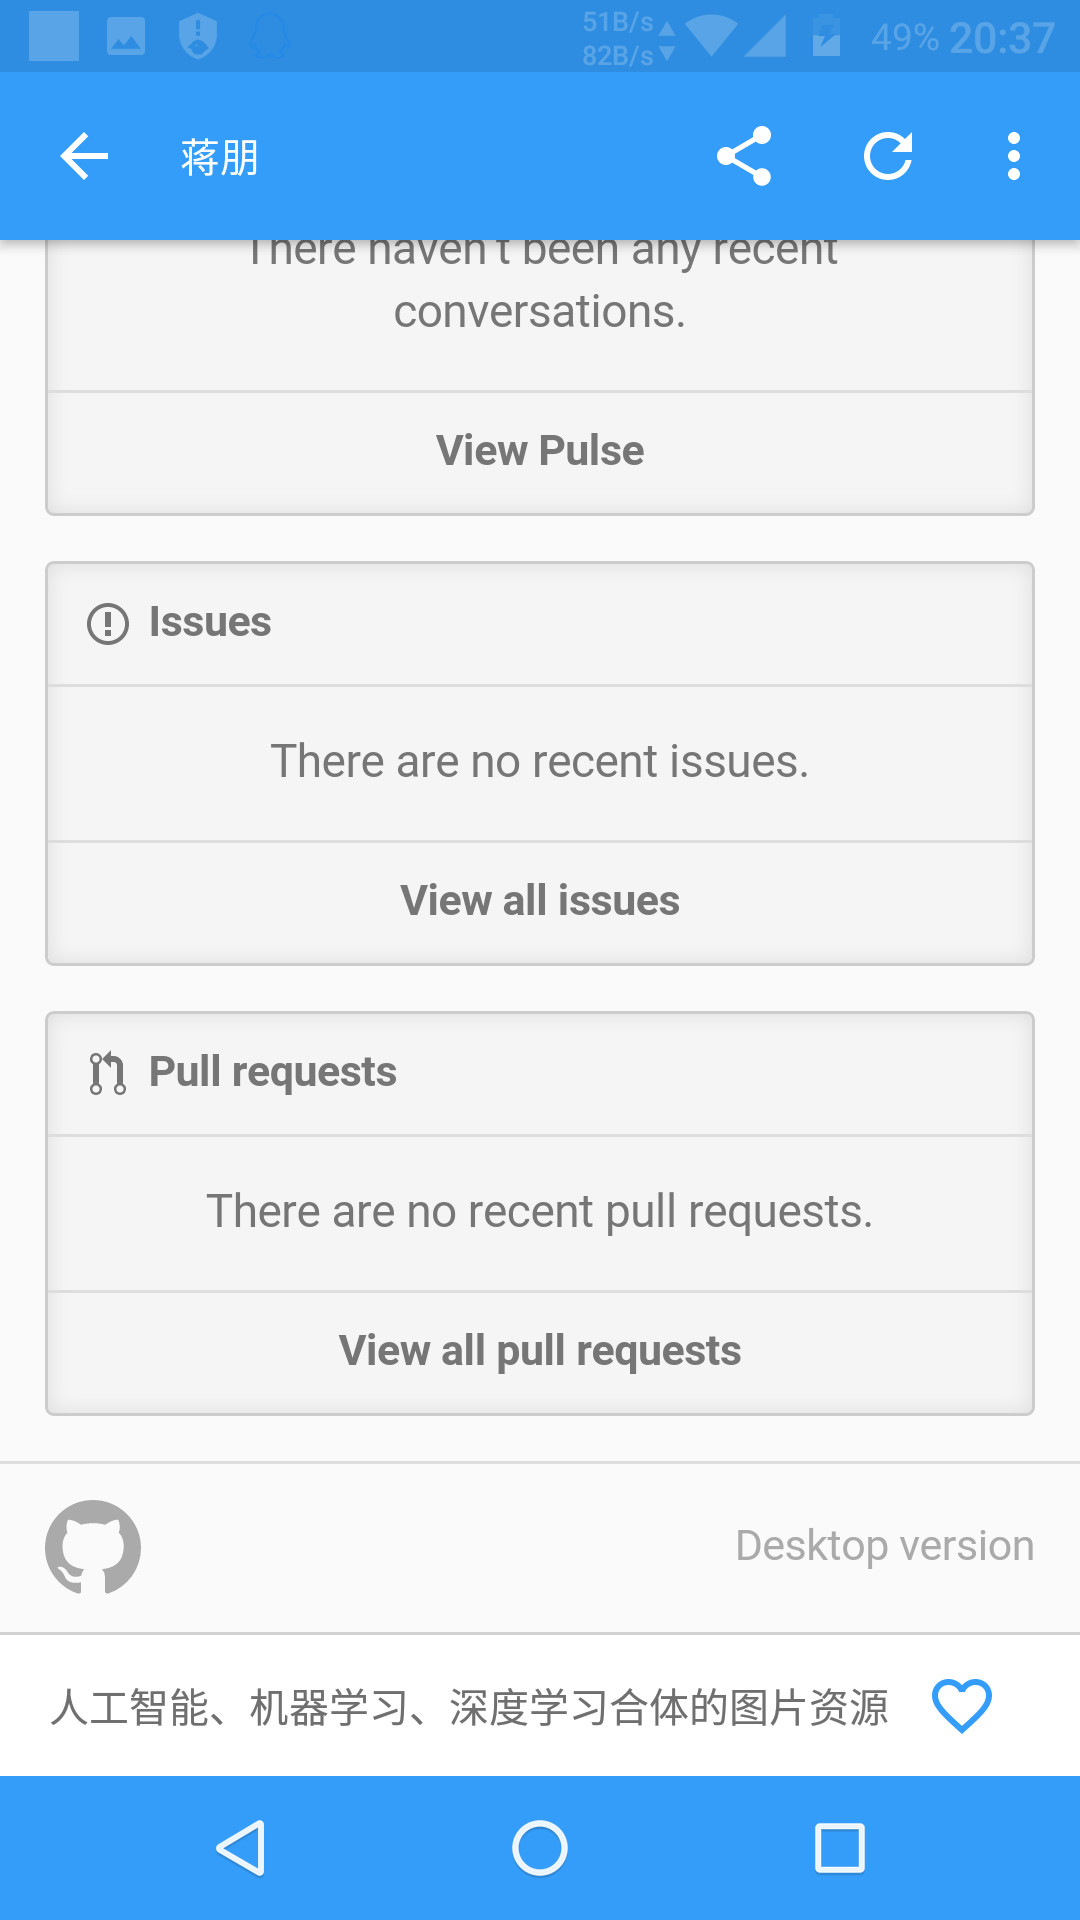 51B/s
82B/s
49% 20:37
蒋朋
There haven't been any recent
conversations.
View Pulse
Issues
There are no recent issues.
View all issues
Pull requests
There are no recent pull requests.
View all pull requests
Desktop version
人工智能、机器学习、深度学习合体的图片资源